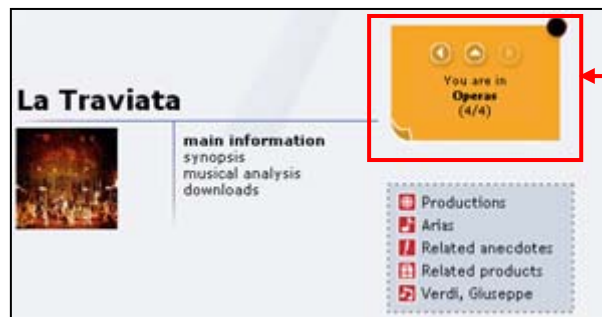 La Traviata
main information
synopsis
musical analysis
downloads
You are in
Operas
(4/4)
Productions
Arias
Related anecdotes
Related products
Verdi, Giuseppe